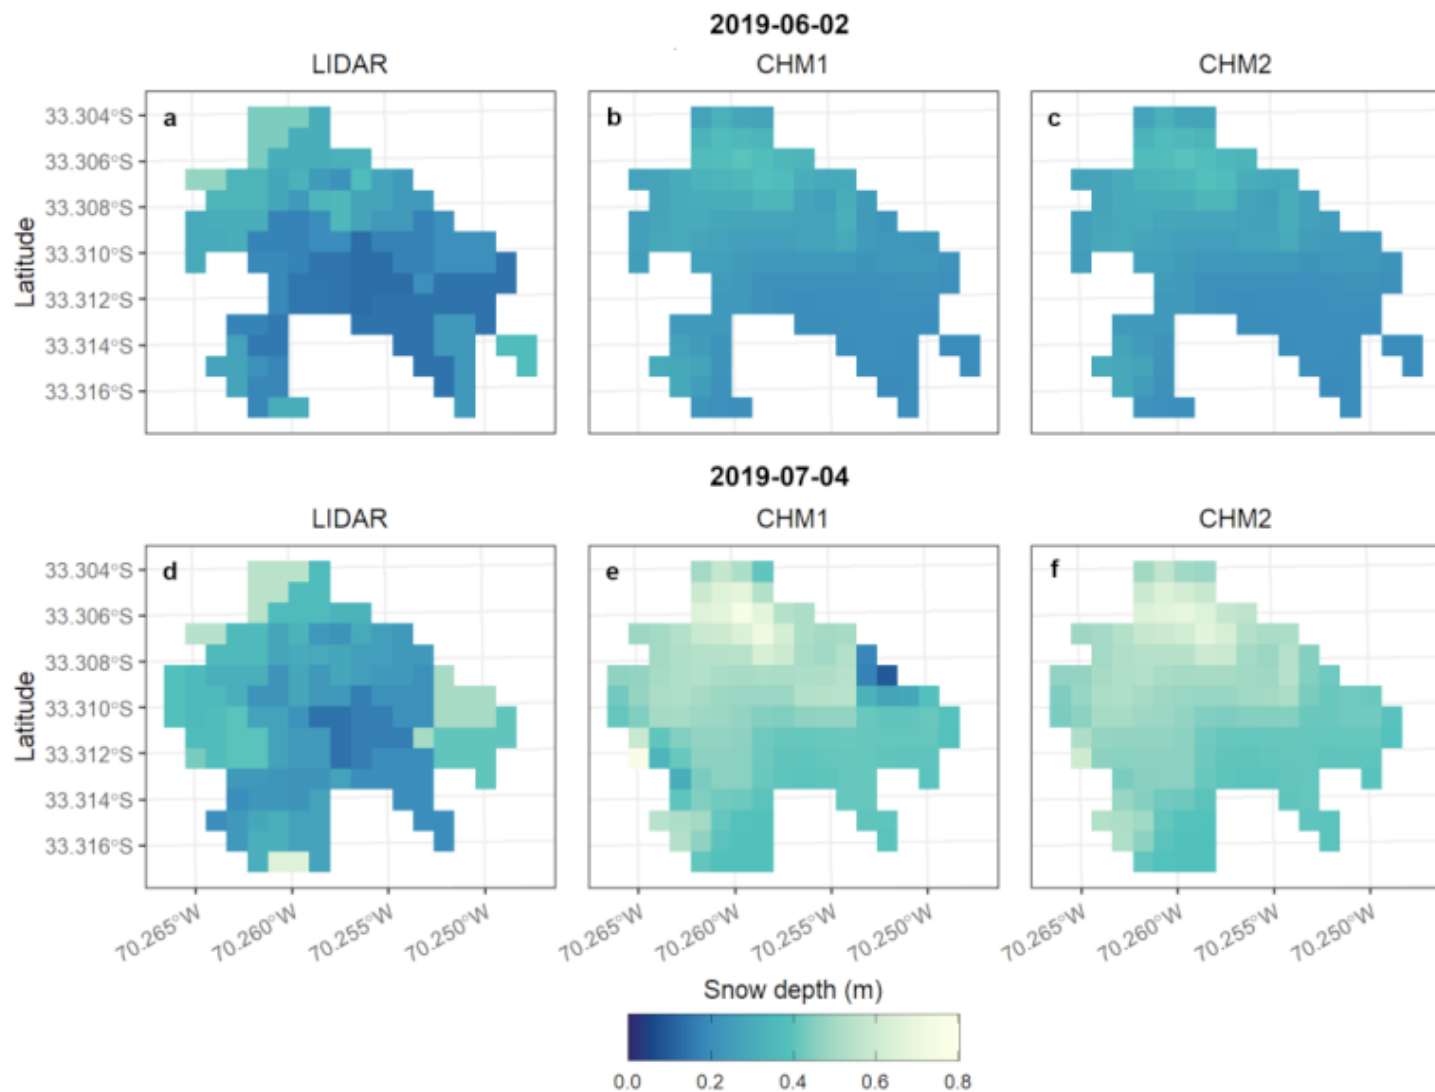 2019-06-02
LIDAR CHM1 CHM2
a b c
Latitude
33.304°S
33.306°S
33.308°S
33.310°S
33.312°S
33.314°S
33.316°S
2019-07-04
LIDAR CHM1 CHM2
d e f
Latitude
33.304°S
33.306°S
33.308°S
33.310°S
33.312°S
33.314°S
33.316°S
70.265°W 70.260°W 70.255°W 70.250°W 70.265°W 70.260°W 70.255°W 70.250°W 70.265°W 70.260°W 70.255°W 70.250°W
Snow depth (m)
0.0 0.2 0.4 0.6 0.8